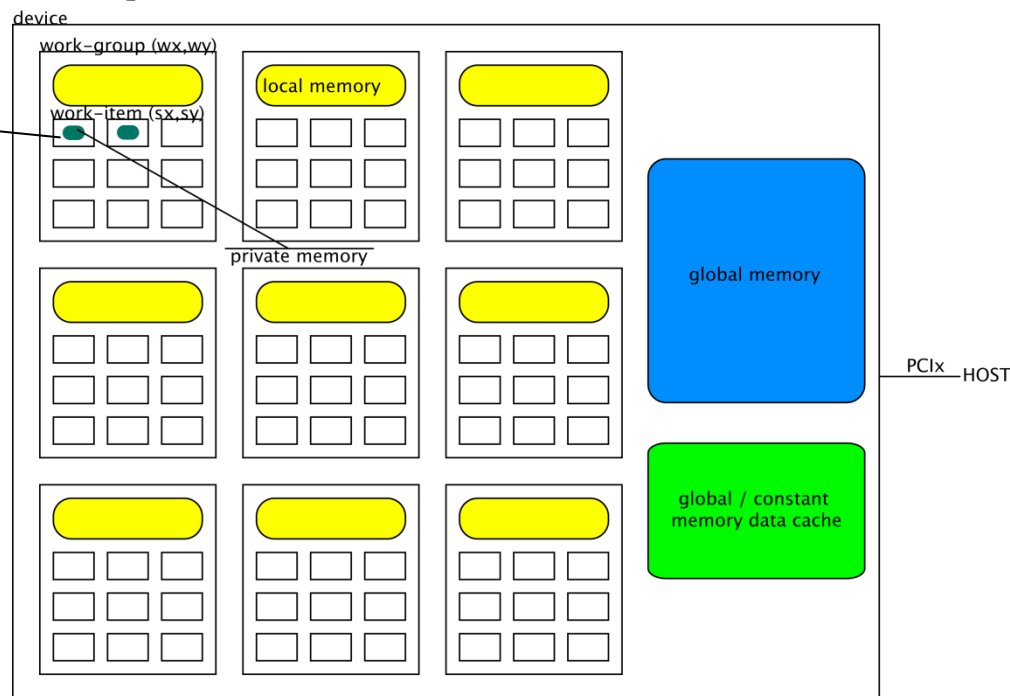 device
work-group (wx,wy)
local memory
work-item (sx,sy)
private memory
global memory
PCIx
HOST
global / constant
memory data cache